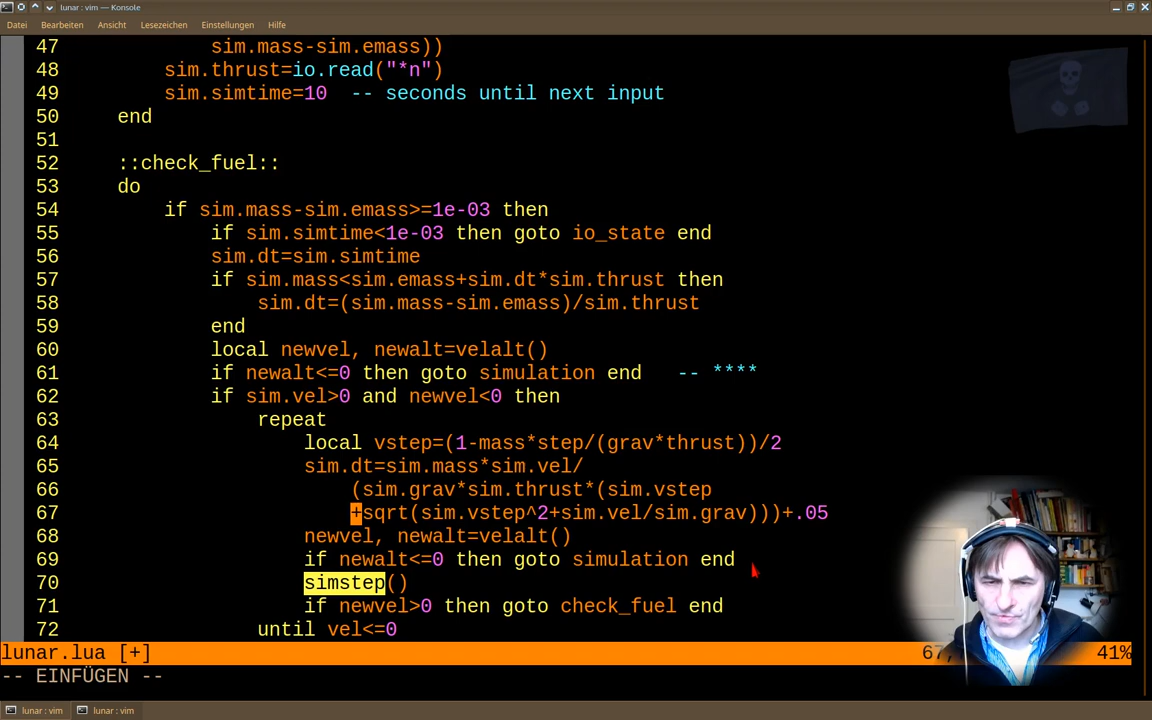 lunar : vim — Konsole
Datei Bearbeiten Ansicht Lesezeichen Einstellungen Hilfe
47 sim.mass-sim.emass))
48 sim.thrust=io.read("*n")
49 sim.simtime=10 -- seconds until next input
50 end
51
52 ::check_fuel::
53 do
54 if sim.mass-sim.emass>=1e-03 then
55 if sim.simtime<1e-03 then goto io_state end
56 sim.dt=sim.simtime
57 if sim.mass<sim.emass+sim.dt*sim.thrust then
58 sim.dt=(sim.mass-sim.emass)/sim.thrust
59 end
60 local newvel, newalt=velalt()
61 if newalt<=0 then goto simulation end -- ****
62 if sim.vel>0 and newvel<0 then
63 repeat
64 local vstep=(1-mass*step/(grav*thrust))/2
65 sim.dt=sim.mass*sim.vel/
66 (sim.grav*sim.thrust*(sim.vstep
67 +sqrt(sim.vstep^2+sim.vel/sim.grav)))+.05
68 newvel, newalt=velalt()
69 if newalt<=0 then goto simulation end
70 simstep()
71 if newvel>0 then goto check_fuel end
72 until vel<=0
lunar.lua [+] 67, 41%
-- EINFÜGEN --
lunar : vim lunar : vim